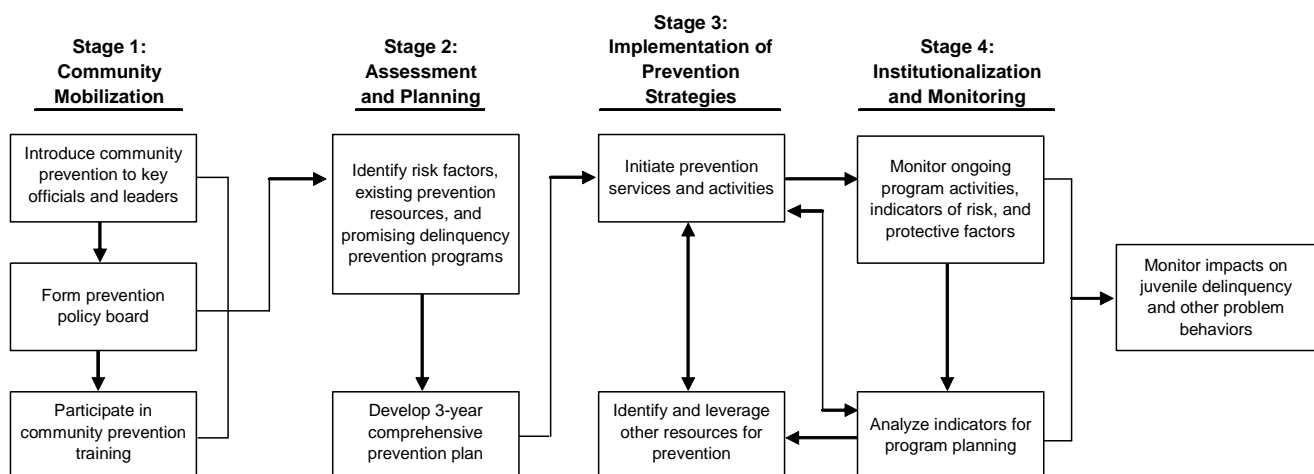 Stage 1:
Community
Mobilization
Stage 2:
Assessment
and Planning
Stage 3:
Implementation of
Prevention
Strategies
Stage 4:
Institutionalization
and Monitoring
Introduce community
prevention to key
officials and leaders
Form prevention
policy board
Participate in
community prevention
training
Identify risk factors,
existing prevention
resources, and
promising delinquency
prevention programs
Develop 3-year
comprehensive
prevention plan
Initiate prevention
services and activities
Identify and leverage
other resources for
prevention
Monitor ongoing
program activities,
indicators of risk, and
protective factors
Analyze indicators for
program planning
Monitor impacts on
juvenile delinquency
and other problem
behaviors